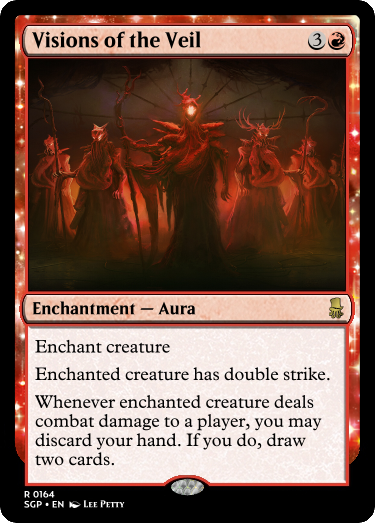 Visions of the Veil 3
Enchantment — Aura
Enchant creature
Enchanted creature has double strike.
Whenever enchanted creature deals
combat damage to a player, you may
discard your hand. If you do, draw
two cards.
R 0164
SGP • EN Lee Petty